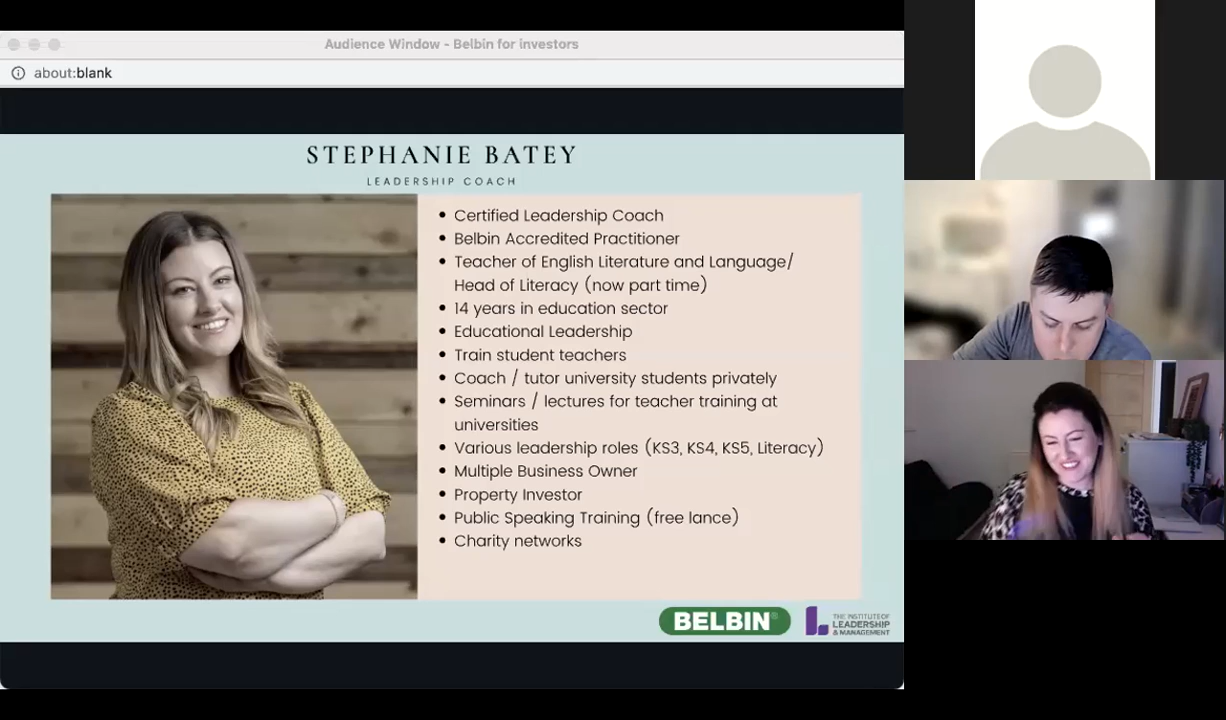 Audience Window - Belbin for investors
about:blank
STEPHANIE BATEY
LEADERSHIP COACH
Certified Leadership Coach
Belbin Accredited Practitioner
Teacher of English Literature and Language/
Head of Literacy (now part time)
14 years in education sector
Educational Leadership
Train student teachers
Coach / tutor university students privately
Seminars / lectures for teacher training at
universities
Various leadership roles (KS3, KS4, KS5, Literacy)
Multiple Business Owner
Property Investor
Public Speaking Training (free lance)
Charity networks
BELBIN®
THE INSTITUTE OF
LEADERSHIP
& MANAGEMENT